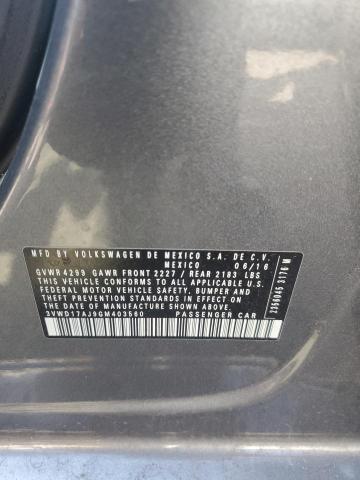 MFD BY VOLKSWAGEN DE MEXICO S.A. DE C.V.
MEXICO 06/16
GVWR 4299 GAWR FRONT 2227 / REAR 2183 LBS
THIS VEHICLE CONFORMS TO ALL APPLICABLE U.S.
FEDERAL MOTOR VEHICLE SAFETY, BUMPER AND
THEFT PREVENTION STANDARDS IN EFFECT ON
THE DATE OF MANUFACTURE SHOWN ABOVE.
3VWD17AJ9GM403560 PASSENGER CAR
3176 M